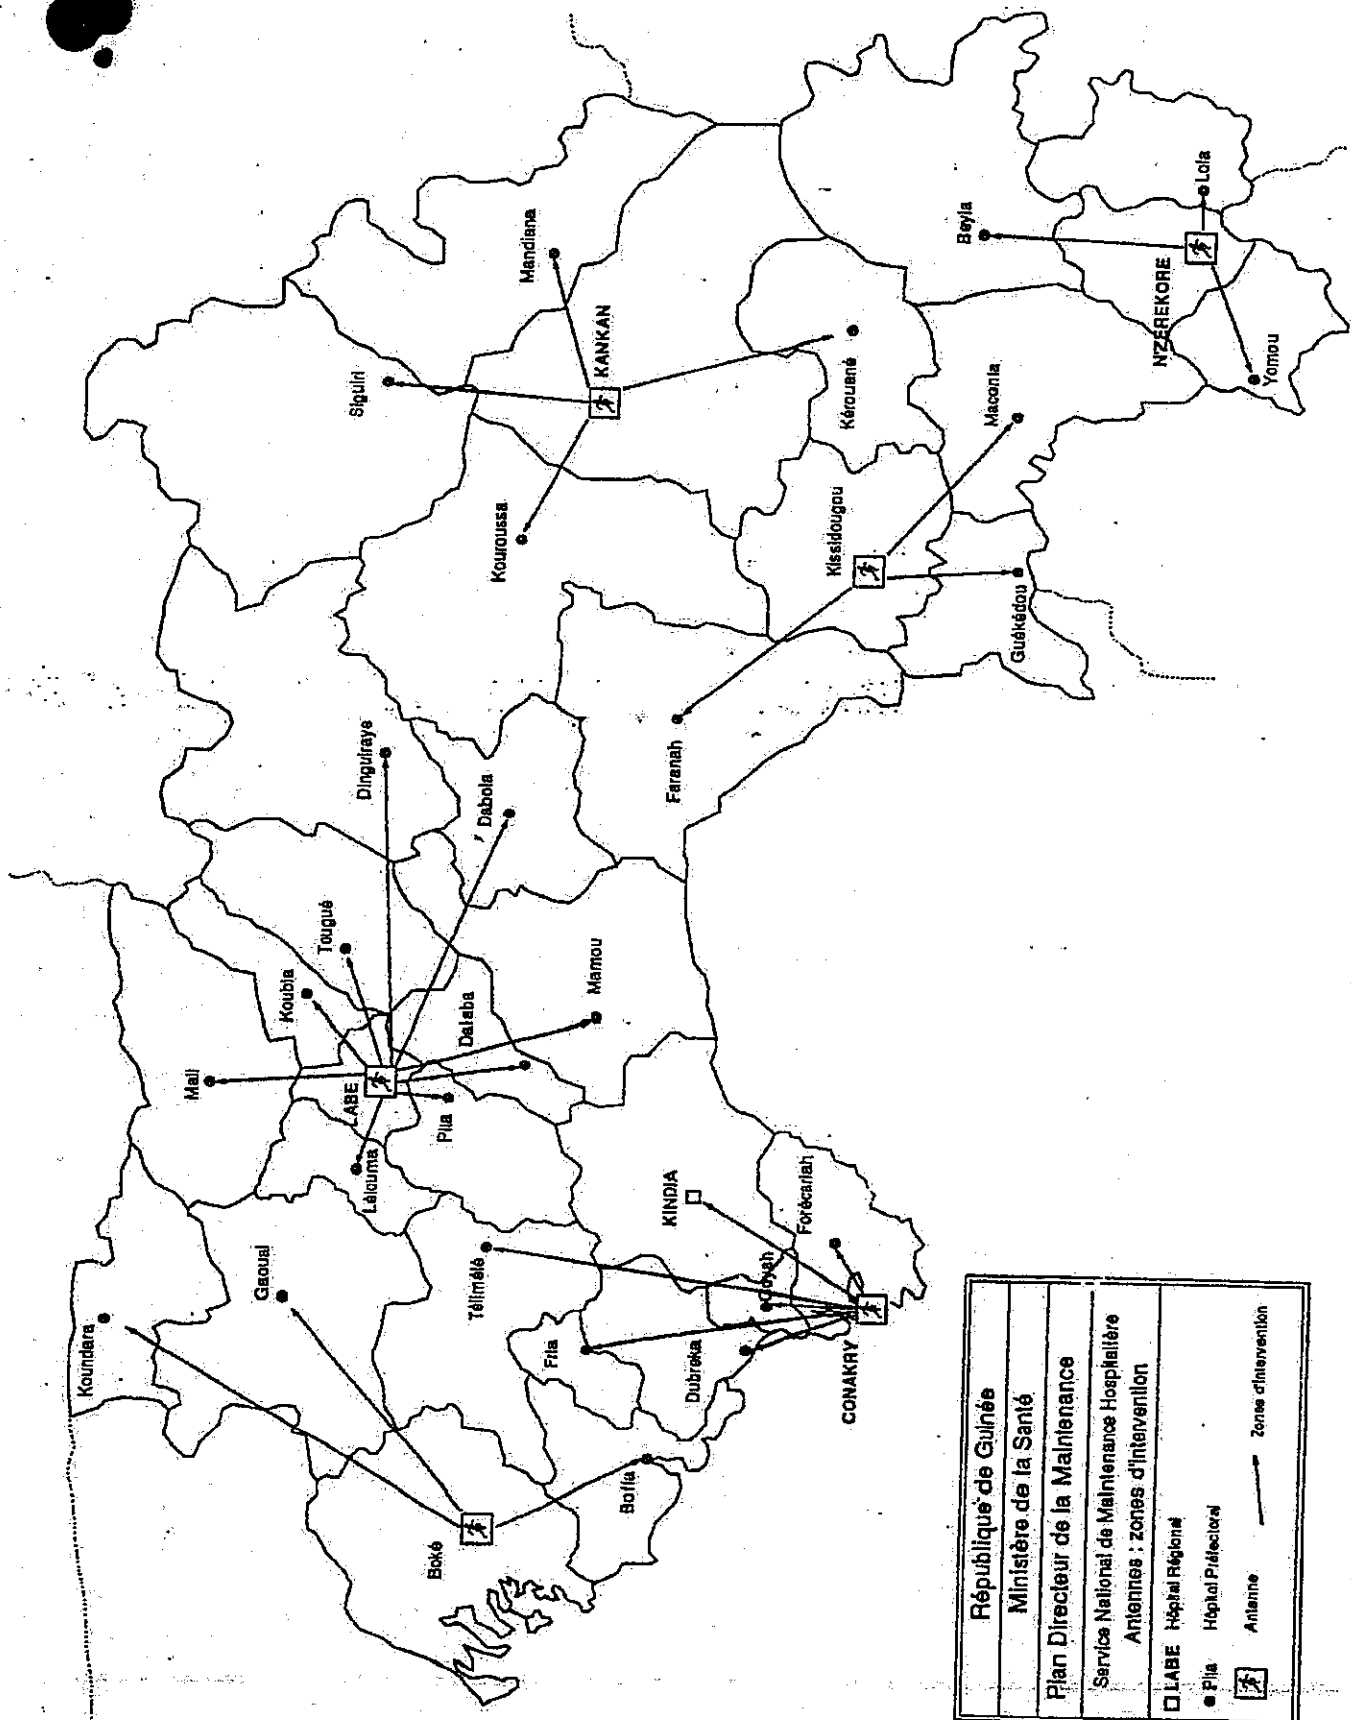 Koundara
Gaoual
Mali
Koubia
Tougué
LABE
Lélouma
Pita
Dalaba
Mamou
Dinguiraye
Dabola
Siguiri
Mandiana
Kouroussa
KANKAN
Kérouané
Faranah
Kissidougou
Guékédou
Maconia
Beyla
Lola
NZEREKORE
Yomou
Boké
Boffa
Fria
Télimélé
Dubreka
Coyah
KINDIA
Forécariah
CONAKRY
République de Guinée
Ministère de la Santé
Plan Directeur de la Maintenance
Service National de Maintenance Hospitalière
Antennes : zones d'intervention
LABE Hôpital Régional
Pita Hôpital Préfectoral
Antenne Zones d'intervention